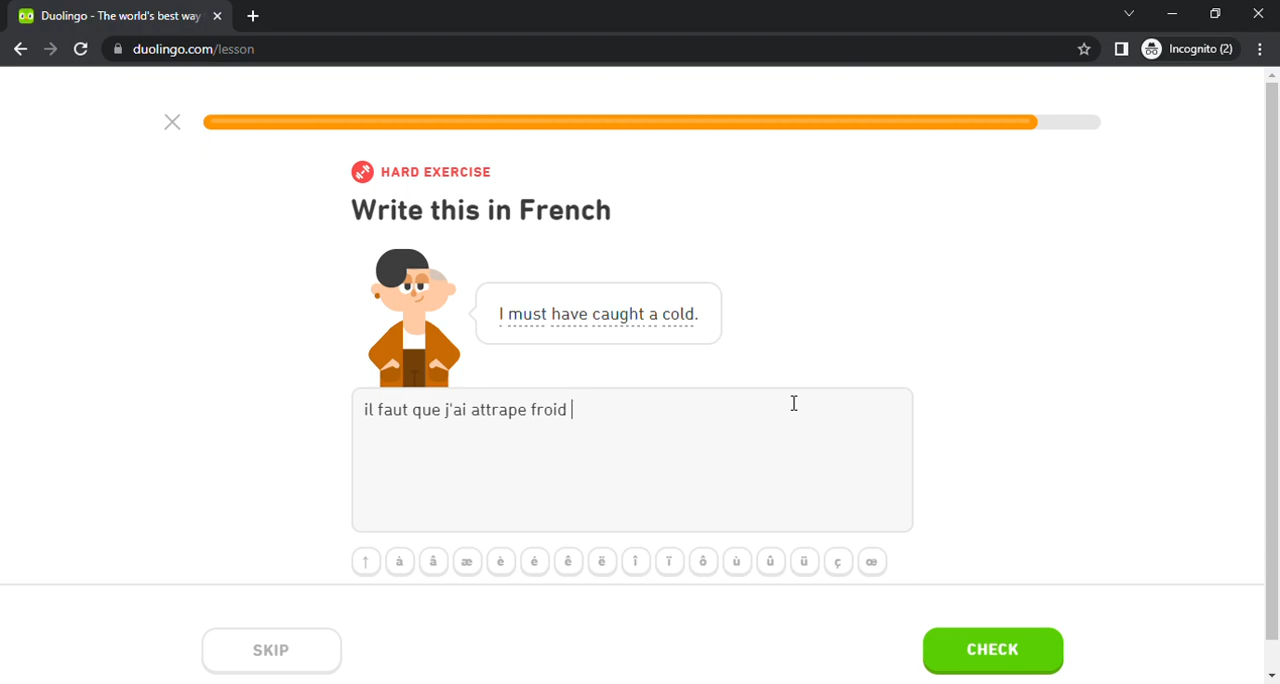 Duolingo - The world's best way
duolingo.com/lesson
Incognito (2)
HARD EXERCISE
Write this in French
I must have caught a cold.
il faut que j'ai attrape froid
↑ à â æ è é ê ë î ï ô ù û ü ç œ
SKIP
CHECK